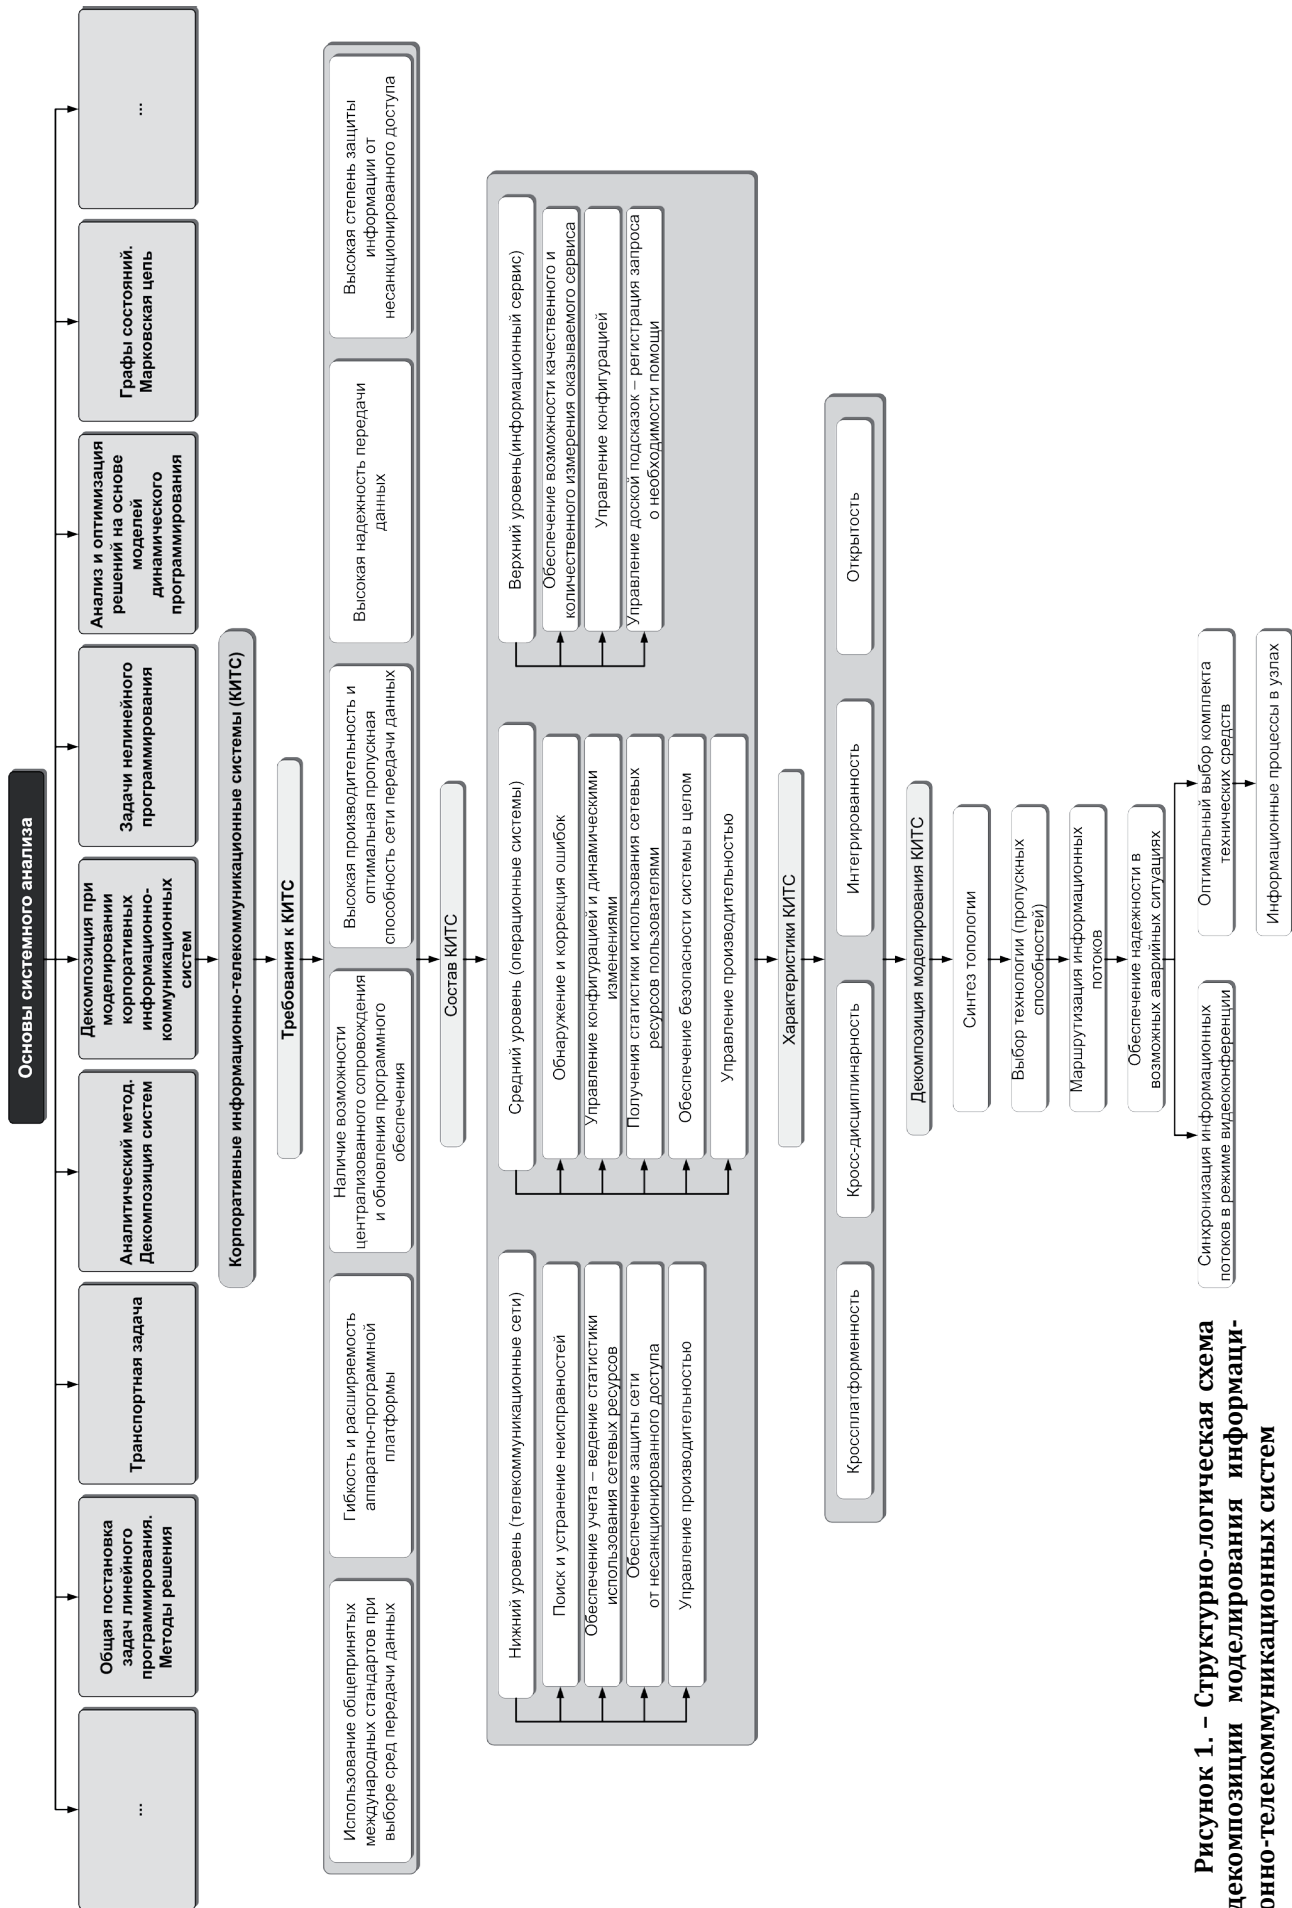 Основы системного анализа
...
Общая постановка
задач линейного
программирования.
Методы решения
Транспортная задача
Аналитический метод.
Декомпозиция систем
Декомпозиция при
моделировании
корпоративных
информационно-
коммуникационных
систем
Задачи нелинейного
программирования
Анализ и оптимизация
решений на основе
моделей
динамического
программирования
Графы состояний.
Марковская цепь
...
Корпоративные информационно-телекоммуникационные системы (КИТС)
Требования к КИТС
Использование общепринятых
международных стандартов при
выборе сред передачи данных
Гибкость и расширяемость
аппаратно-программной
платформы
Наличие возможности
централизованного сопровождения
и обновления программного
обеспечения
Высокая производительность и
оптимальная пропускная
способность сети передачи данных
Высокая надежность передачи
данных
Высокая степень защиты
информации от
несанкционированного доступа
Состав КИТС
Нижний уровень (телекоммуникационные сети)
Поиск и устранение неисправностей
Обеспечение учета – ведение статистики
использования сетевых ресурсов
Обеспечение защиты сети
от несанкционированного доступа
Управление производительностью
Средний уровень (операционные системы)
Обнаружение и коррекция ошибок
Управление конфигурацией и динамическими
изменениями
Получения статистики использования сетевых
ресурсов пользователями
Обеспечение безопасности системы в целом
Управление производительностью
Верхний уровень(информационный сервис)
Обеспечение возможности качественного и
количественного измерения оказываемого сервиса
Управление конфигурацией
Управление доской подсказок – регистрация запроса
о необходимости помощи
Характеристики КИТС
Кроссплатформенность
Кросс-дисциплинарность
Интегрированность
Открытость
Декомпозиция моделирования КИТС
Синтез топологии
Выбор технологии (пропускных
способностей)
Маршрутизация информационных
потоков
Обеспечение надежности в
возможных аварийных ситуациях
Синхронизация информационных
потоков в режиме видеоконференции
Оптимальный выбор комплекта
технических средств
Информационные процессы в узлах
Рисунок 1. – Структурно-логическая схема
декомпозиции моделирования информаци-
онно-телекоммуникационных систем